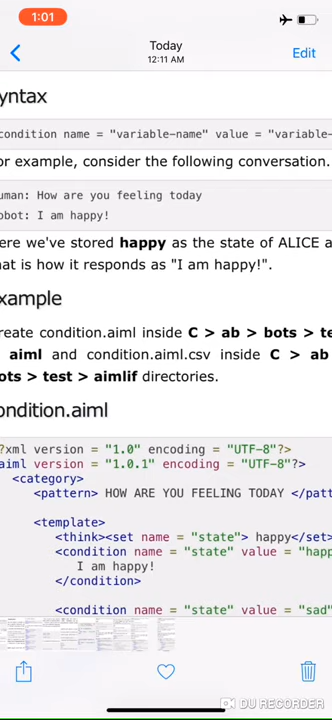 1:01
Today
12:11 AM
Edit
yntax
condition name = "variable-name" value = "variable-
or example, consider the following conversation.
uman: How are you feeling today
obot: I am happy!
ere we've stored happy as the state of ALICE a
hat is how it responds as "I am happy!".
xample
reate condition.aiml inside C > ab > bots > te
aiml and condition.aiml.csv inside C > ab
ots > test > aimlif directories.
ondition.aiml
?xml version = "1.0" encoding = "UTF-8"?>
aiml version = "1.0.1" encoding = "UTF-8"?>
<category>
<pattern> HOW ARE YOU FEELING TODAY </patt
<template>
<think><set name = "state"> happy</set>
<condition name = "state" value = "happ
I am happy!
</condition>
<condition name = "state" value = "sad"
DU RECORDER